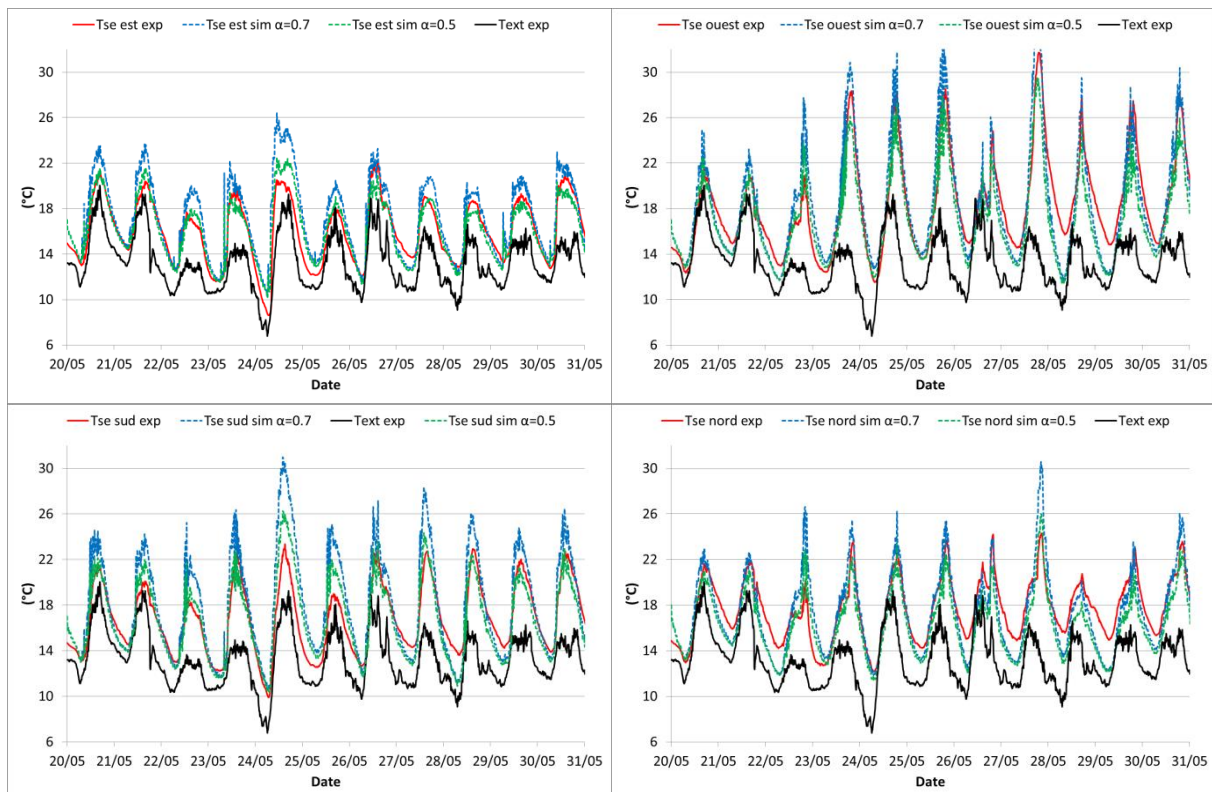 Tse est exp Tse est sim α=0.7 Tse est sim α=0.5 Text exp
30
26
22
18
14
10
6
(°C)
20/05 21/05 22/05 23/05 24/05 25/05 26/05 27/05 28/05 29/05 30/05 31/05
Date
Tse ouest exp Tse ouest sim α=0.7 Tse ouest sim α=0.5 Text exp
30
26
22
18
14
10
6
(°C)
20/05 21/05 22/05 23/05 24/05 25/05 26/05 27/05 28/05 29/05 30/05 31/05
Date
Tse sud exp Tse sud sim α=0.7 Text exp Tse sud sim α=0.5
30
26
22
18
14
10
6
(°C)
20/05 21/05 22/05 23/05 24/05 25/05 26/05 27/05 28/05 29/05 30/05 31/05
Date
Tse nord exp Tse nord sim α=0.7 Tse nord sim α=0.5 Text exp
30
26
22
18
14
10
6
(°C)
20/05 21/05 22/05 23/05 24/05 25/05 26/05 27/05 28/05 29/05 30/05 31/05
Date